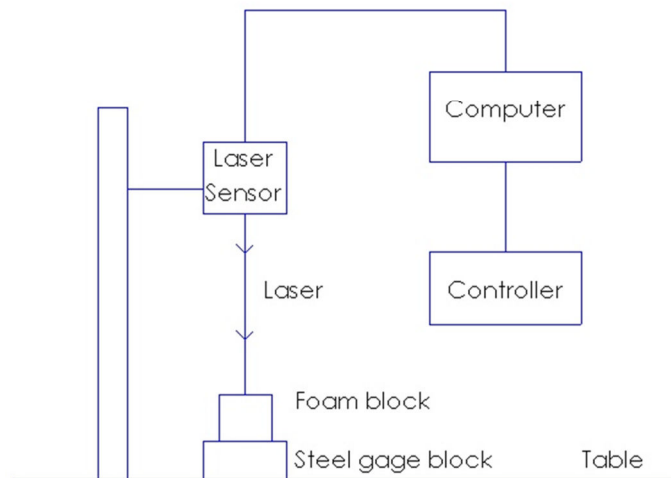 Computer
Laser
Sensor
Laser
Controller
Foam block
Steel gage block
Table